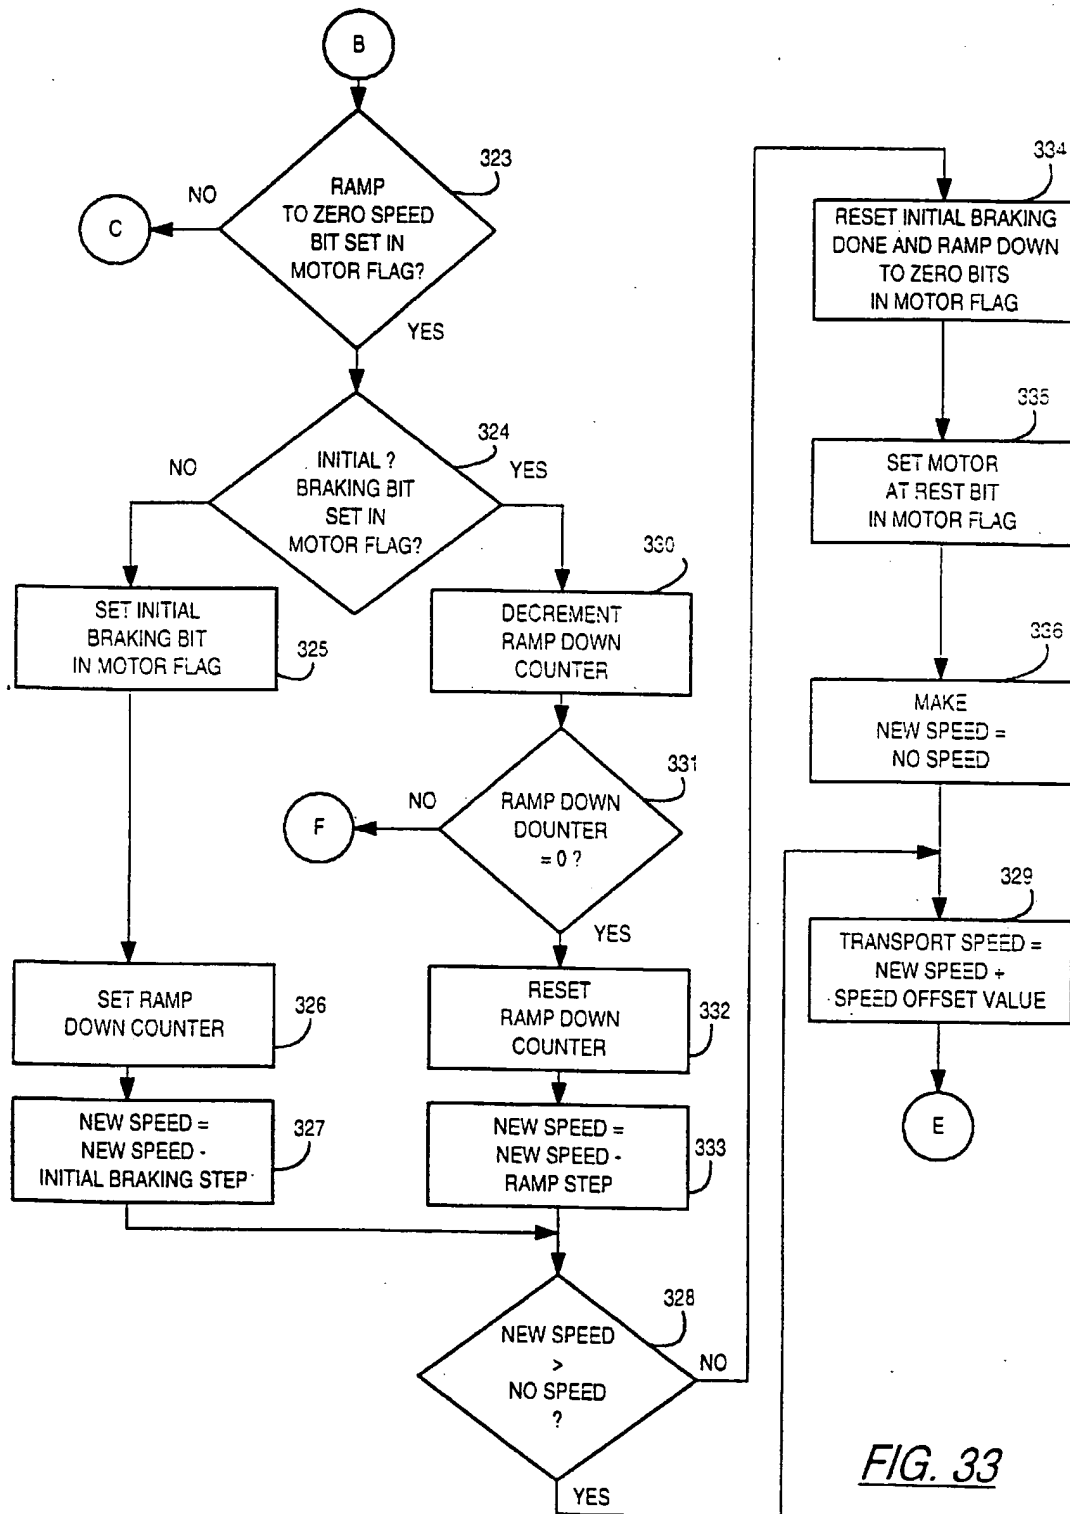 B
323
RAMP
TO ZERO SPEED
BIT SET IN
MOTOR FLAG?
NO
C
YES
324
INITIAL ?
BRAKING BIT
SET IN
MOTOR FLAG?
NO
YES
SET INITIAL
BRAKING BIT
IN MOTOR FLAG
325
330
DECREMENT
RAMP DOWN
COUNTER
331
RAMP DOWN
DOUNTER
= 0 ?
NO
F
YES
SET RAMP
DOWN COUNTER
326
RESET
RAMP DOWN
COUNTER
332
NEW SPEED =
NEW SPEED -
INITIAL BRAKING STEP
327
NEW SPEED =
NEW SPEED -
RAMP STEP
333
328
NEW SPEED
>
NO SPEED
?
NO
YES
334
RESET INITIAL BRAKING
DONE AND RAMP DOWN
TO ZERO BITS
IN MOTOR FLAG
335
SET MOTOR
AT REST BIT
IN MOTOR FLAG
336
MAKE
NEW SPEED =
NO SPEED
329
TRANSPORT SPEED =
NEW SPEED +
SPEED OFFSET VALUE
E
FIG. 33